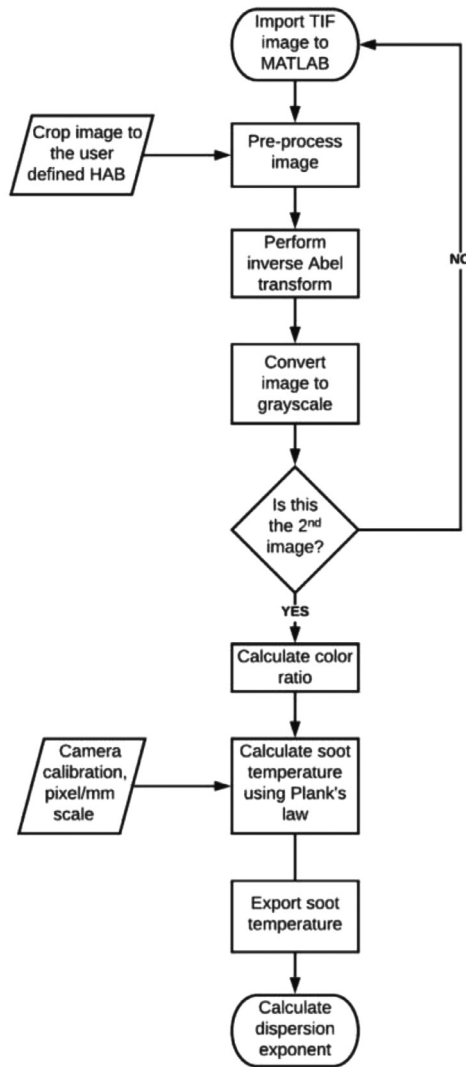 Import TIF
image to
MATLAB
Crop image to
the user
defined HAB
Pre-process
image
Perform
inverse Abel
transform
NO
Convert
image to
grayscale
Is this
the 2nd
image?
YES
Calculate color
ratio
Camera
calibration,
pixel/mm
scale
Calculate soot
temperature
using Plank's
law
Export soot
temperature
Calculate
dispersion
exponent